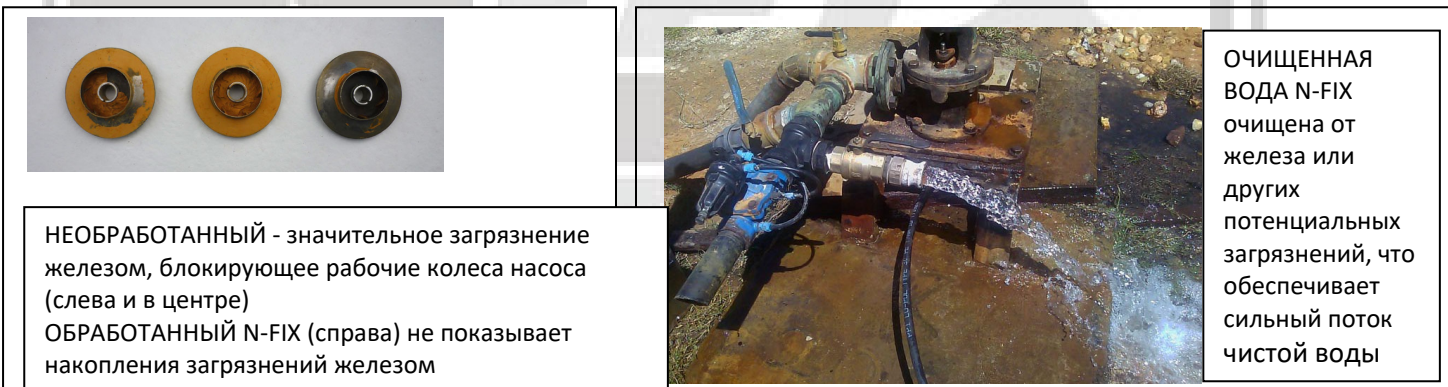 НЕОБРАБОТАННЫЙ - значительное загрязнение
железом, блокирующее рабочие колеса насоса
(слева и в центре)
ОБРАБОТАННЫЙ N-FIX (справа) не показывает
накопления загрязнений железом
ОЧИЩЕННАЯ
ВОДА N-FIX
очищена от
железа или
других
потенциальных
загрязнений, что
обеспечивает
сильный поток
чистой воды